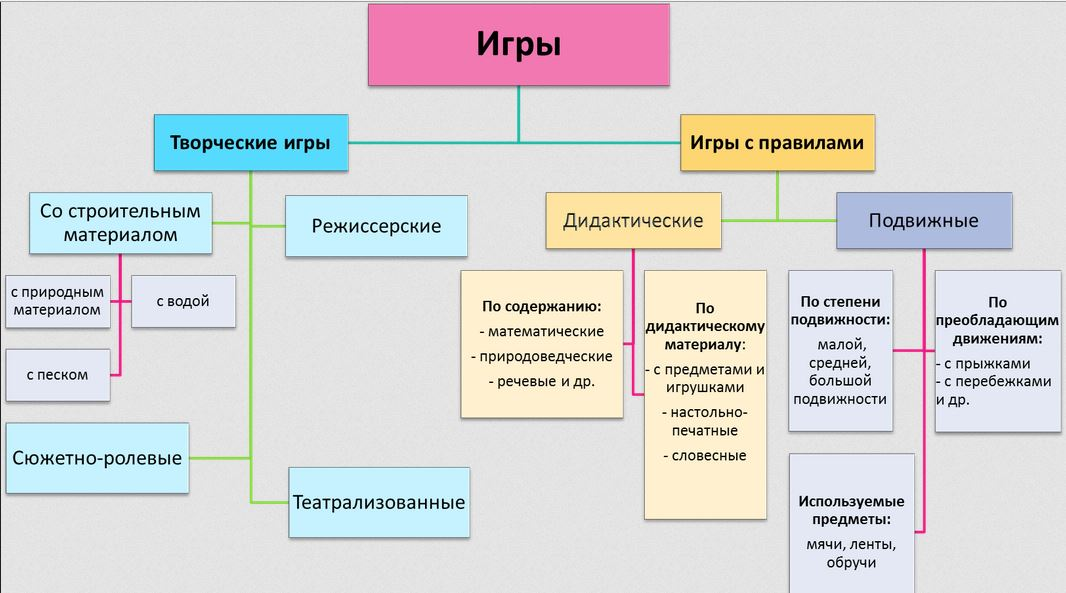 Игры
Творческие игры
Игры с правилами
Со строительным
материалом
Режиссерские
Дидактические
Подвижные
с природным
материалом
с водой
с песком
Сюжетно-ролевые
Театрализованные
По содержанию:
- математические
- природоведческие
- речевые и др.
По
дидактическому
материалу:
- с предметами и
игрушками
- настольно-
печатные
- словесные
По степени
подвижности:
малой,
средней,
большой
подвижности
По
преобладающим
движениям:
- с прыжками
- с перебежками
и др.
Используемые
предметы:
мячи, ленты,
обручи